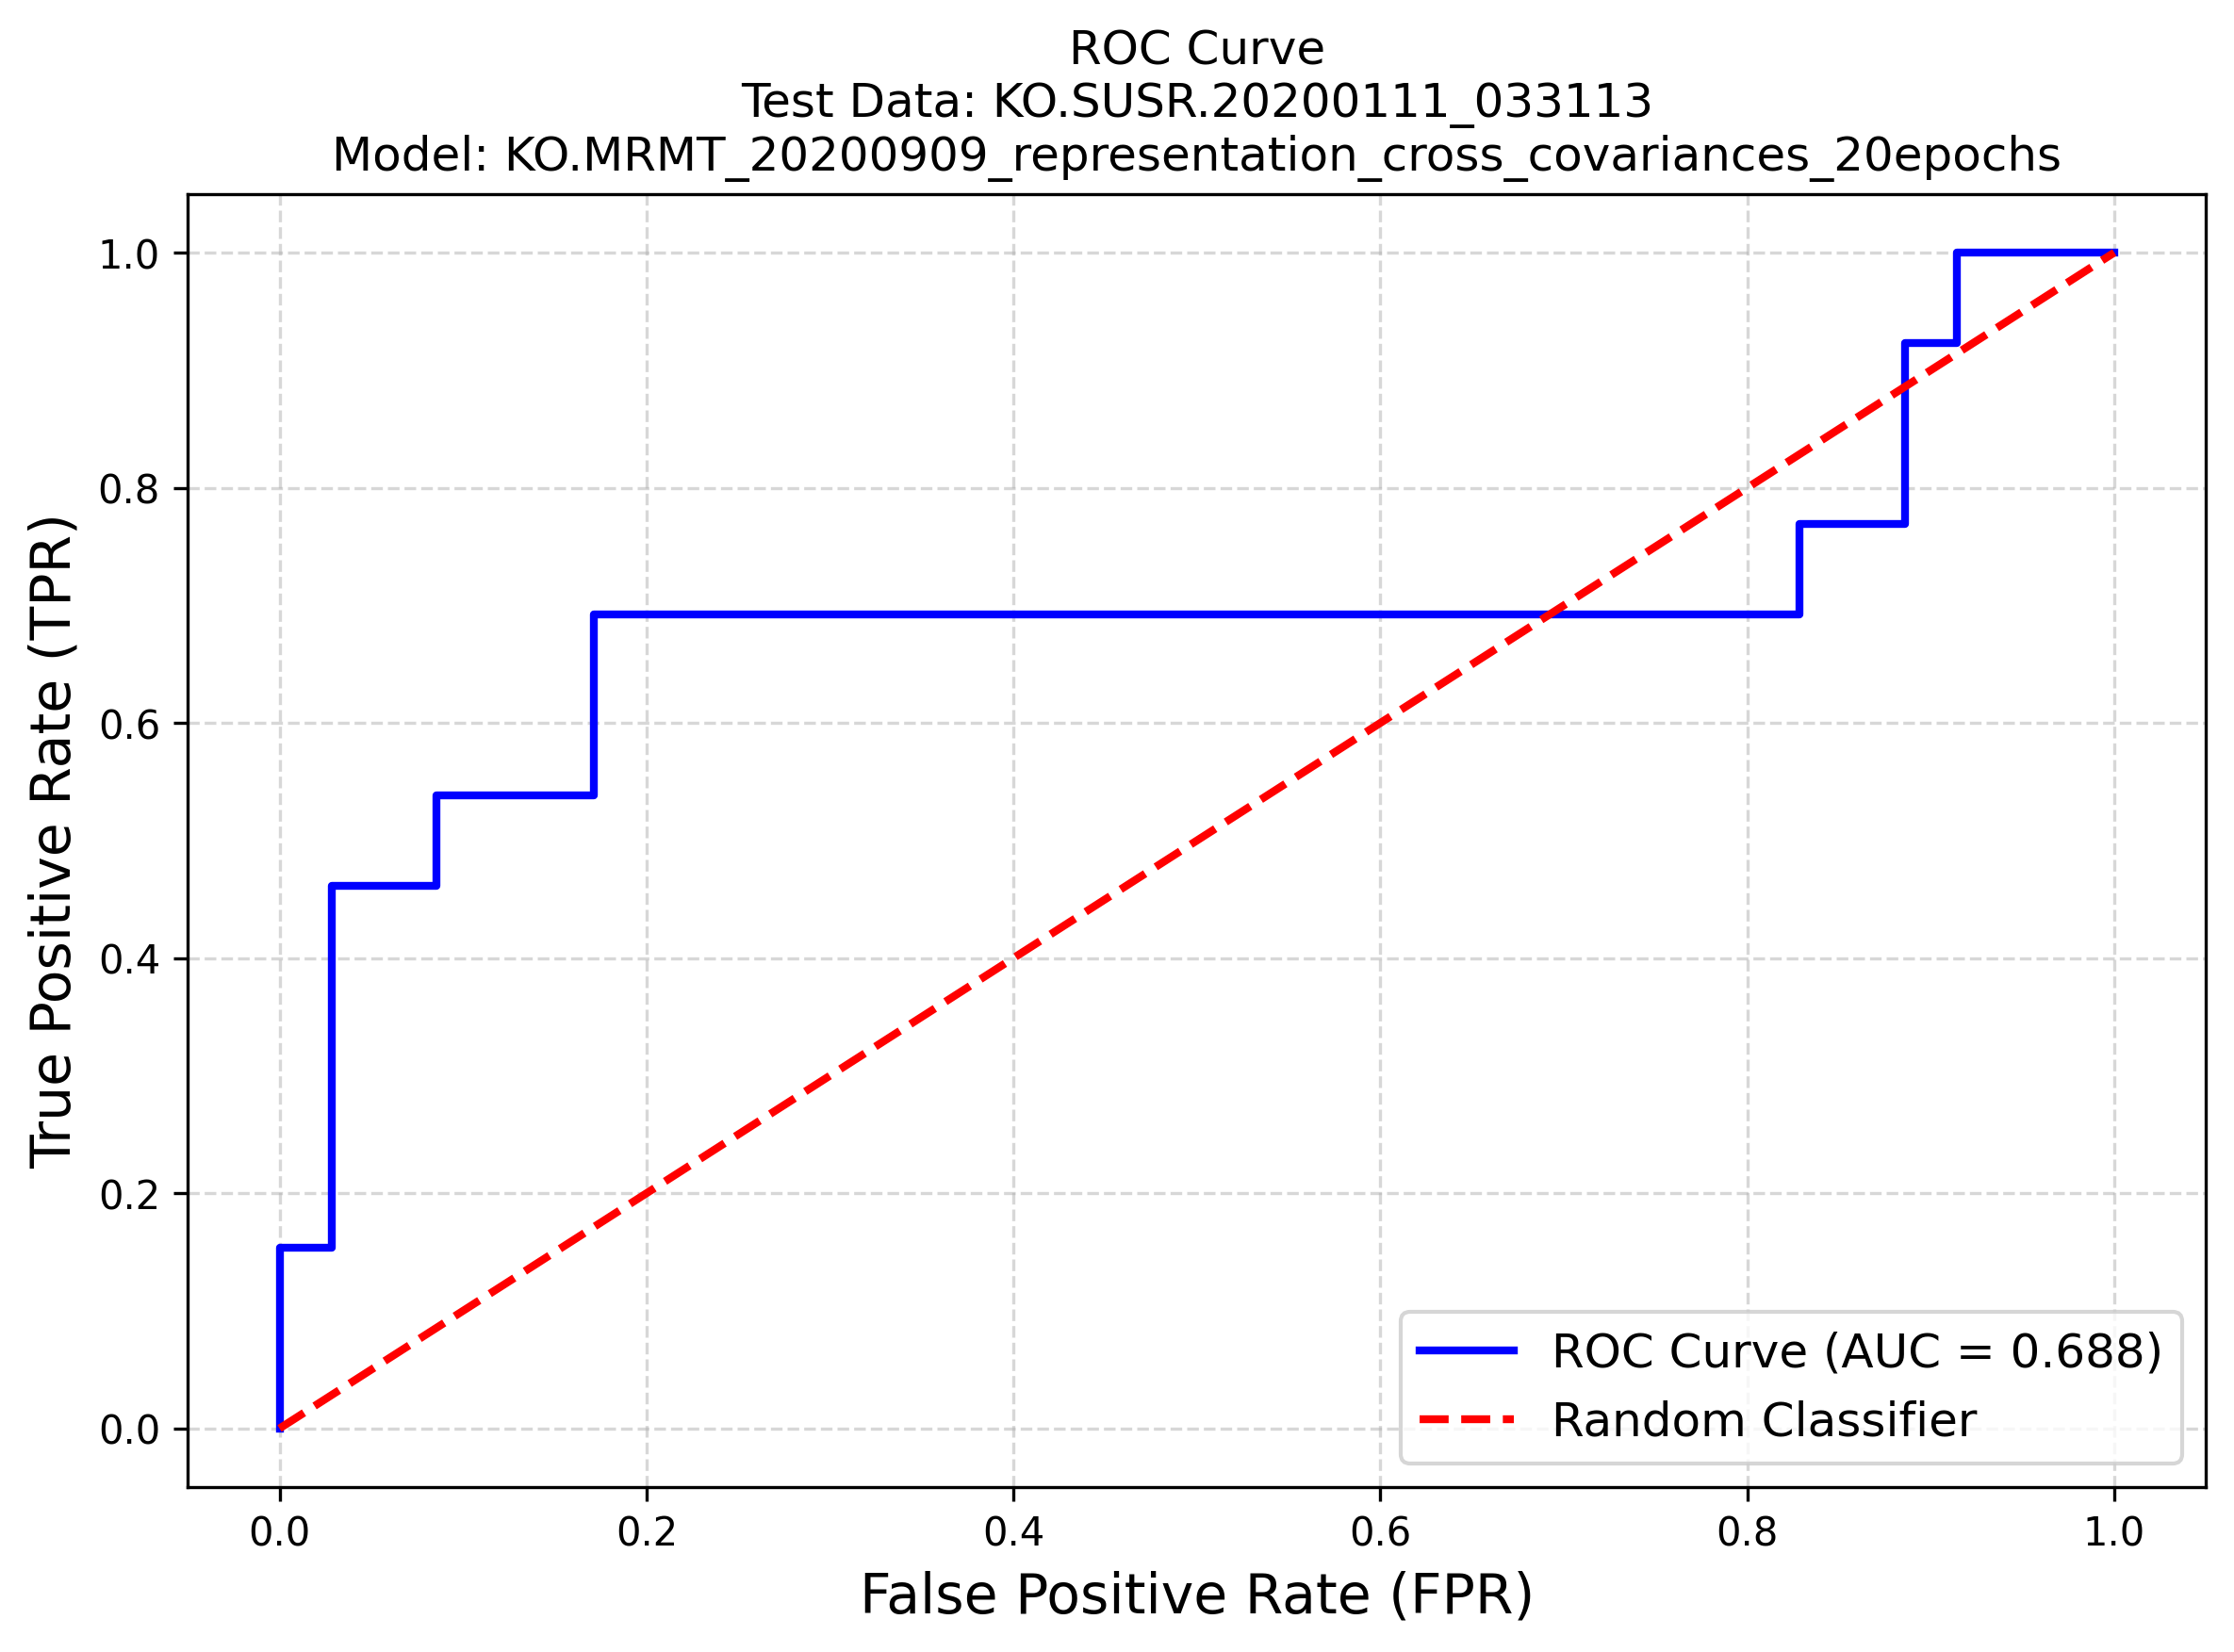 ROC Curve
Test Data: KO.SUSR.20200111_033113
Model: KO.MRMT_20200909_representation_cross_covariances_20epochs
True Positive Rate (TPR)
1.0
0.8
0.6
0.4
0.2
0.0
ROC Curve (AUC = 0.688)
Random Classifier
0.0 0.2 0.4 0.6 0.8 1.0
False Positive Rate (FPR)